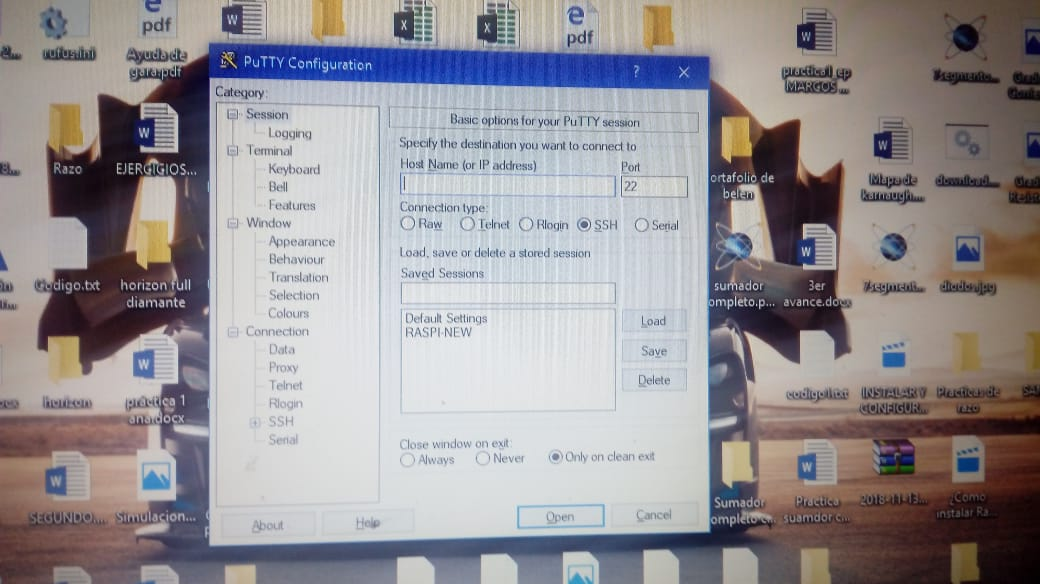 rufus.ini
pdf
Ayuda de
gara.pdf
pdf
PuTTY Configuration
?
Category:
Session
Logging
Terminal
Keyboard
Bell
Features
Window
Appearance
Behaviour
Translation
Selection
Colours
Connection
Data
Proxy
Telnet
Rlogin
SSH
Serial
Basic options for your PuTTY session
Specify the destination you want to connect to
Host Name (or IP address)
Port
22
Connection type:
Raw
Telnet
Rlogin
SSH
Serial
Load, save or delete a stored session
Saved Sessions
Default Settings
RASPI-NEW
Load
Save
Delete
Close window on exit:
Always
Never
Only on clean exit
About
Help
Open
Cancel
Razo
EJERGIGIOS...
Codigo.txt
horizon full
diamante
horizon
práctica 1
ana.docx
SEGUNDO...
Simulacion...
practica1 ep
MARCOS ...
7segmento...
ortafolio de
belen
Mapa de
karnaugh...
download...
sumador
ompleto.p...
3er
avance.docx
7segment...
diodos.jpg
codigo1.txt
INSTALAR Y
CONFIGUR...
Practicas de
razo
Sumador
ompleto c...
Practica
suamdor c...
2018-11-13...
¿Como
instalar Ra...